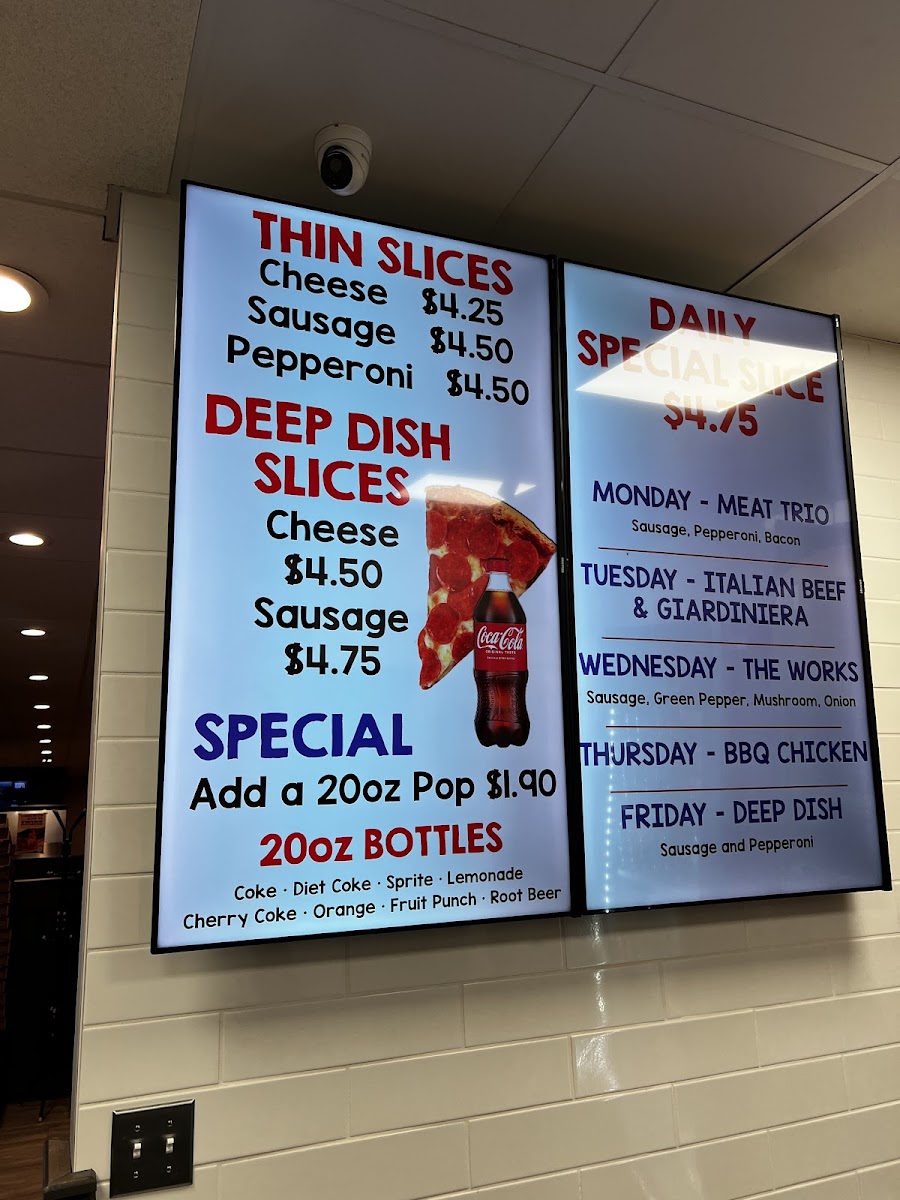 THIN SLICES
Cheese $4.25
Sausage $4.50
Pepperoni $4.50
DEEP DISH
SLICES
Cheese
$4.50
Sausage
$4.75
Coca-Cola
ORIGINAL TASTE
SPECIAL
Add a 20oz Pop $1.90
20oz BOTTLES
Coke · Diet Coke · Sprite · Lemonade
Cherry Coke · Orange · Fruit Punch · Root Beer
DAILY
SPECIAL SLICE
$4.75
MONDAY - MEAT TRIO
Sausage, Pepperoni, Bacon
TUESDAY - ITALIAN BEEF
& GIARDINIERA
WEDNESDAY - THE WORKS
Sausage, Green Pepper, Mushroom, Onion
THURSDAY - BBQ CHICKEN
FRIDAY - DEEP DISH
Sausage and Pepperoni